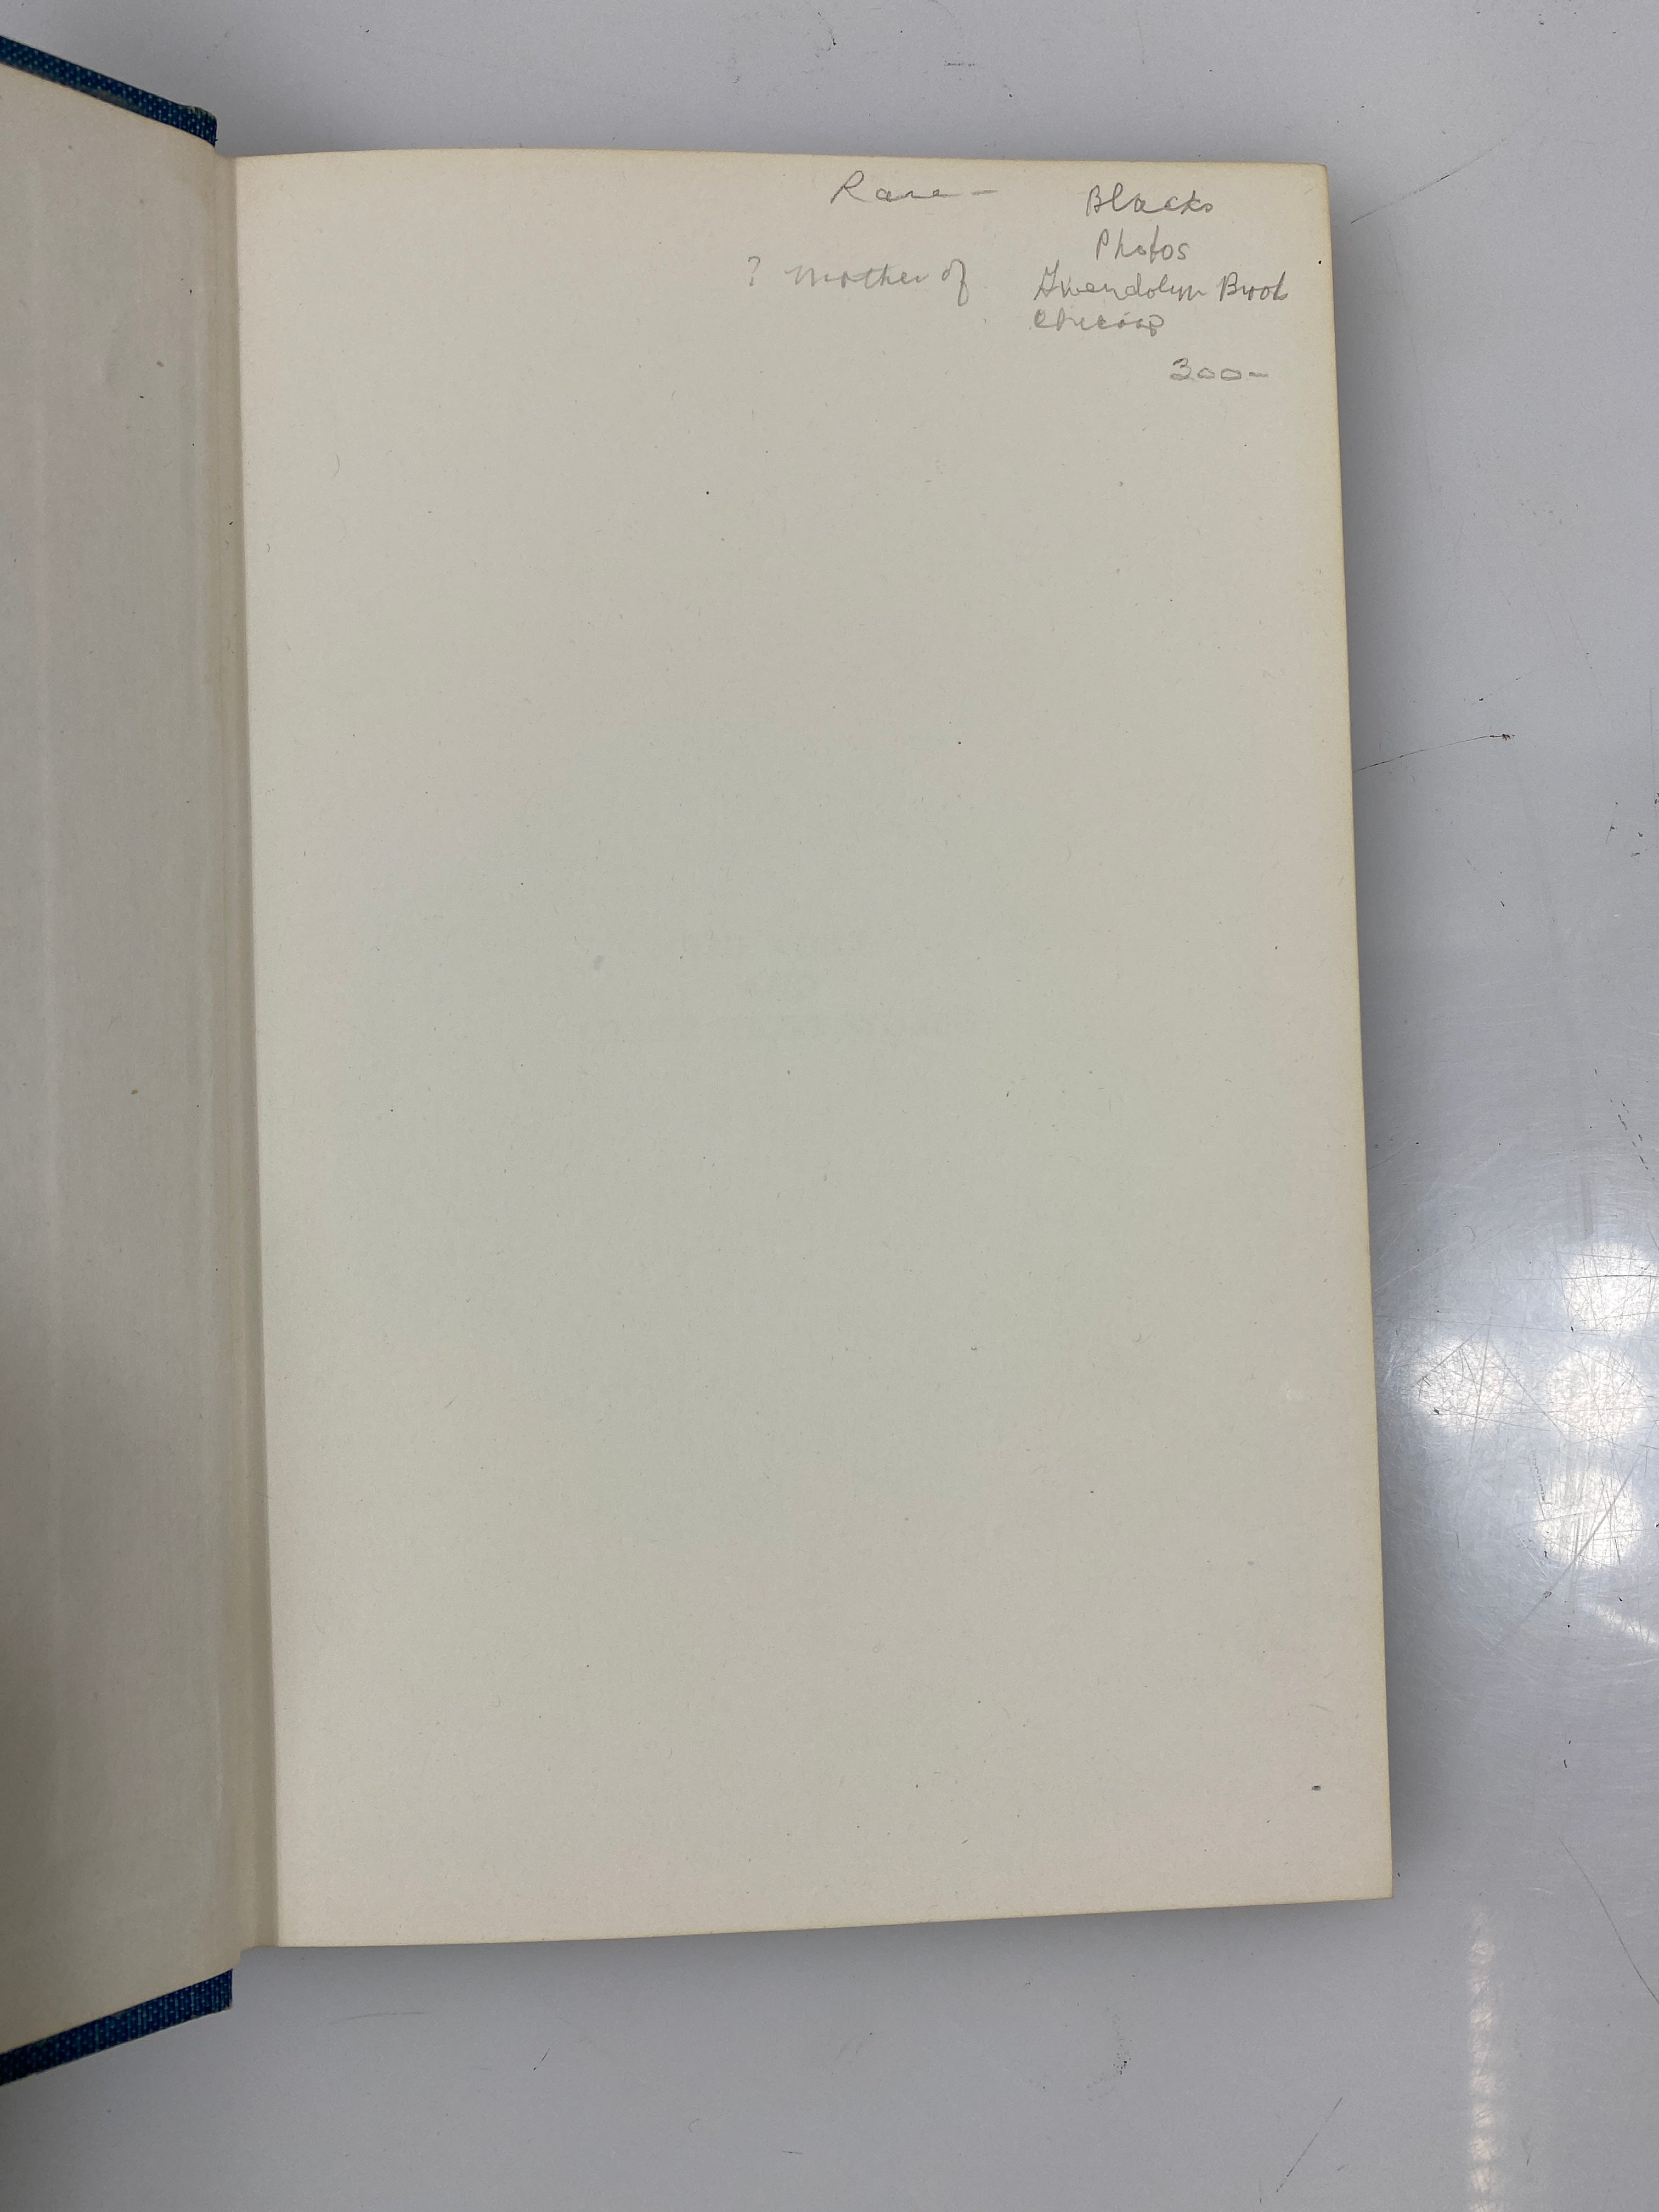 Rare – Blacks
Photos
? mother of Gwendolyn Brook
Chicago
300–